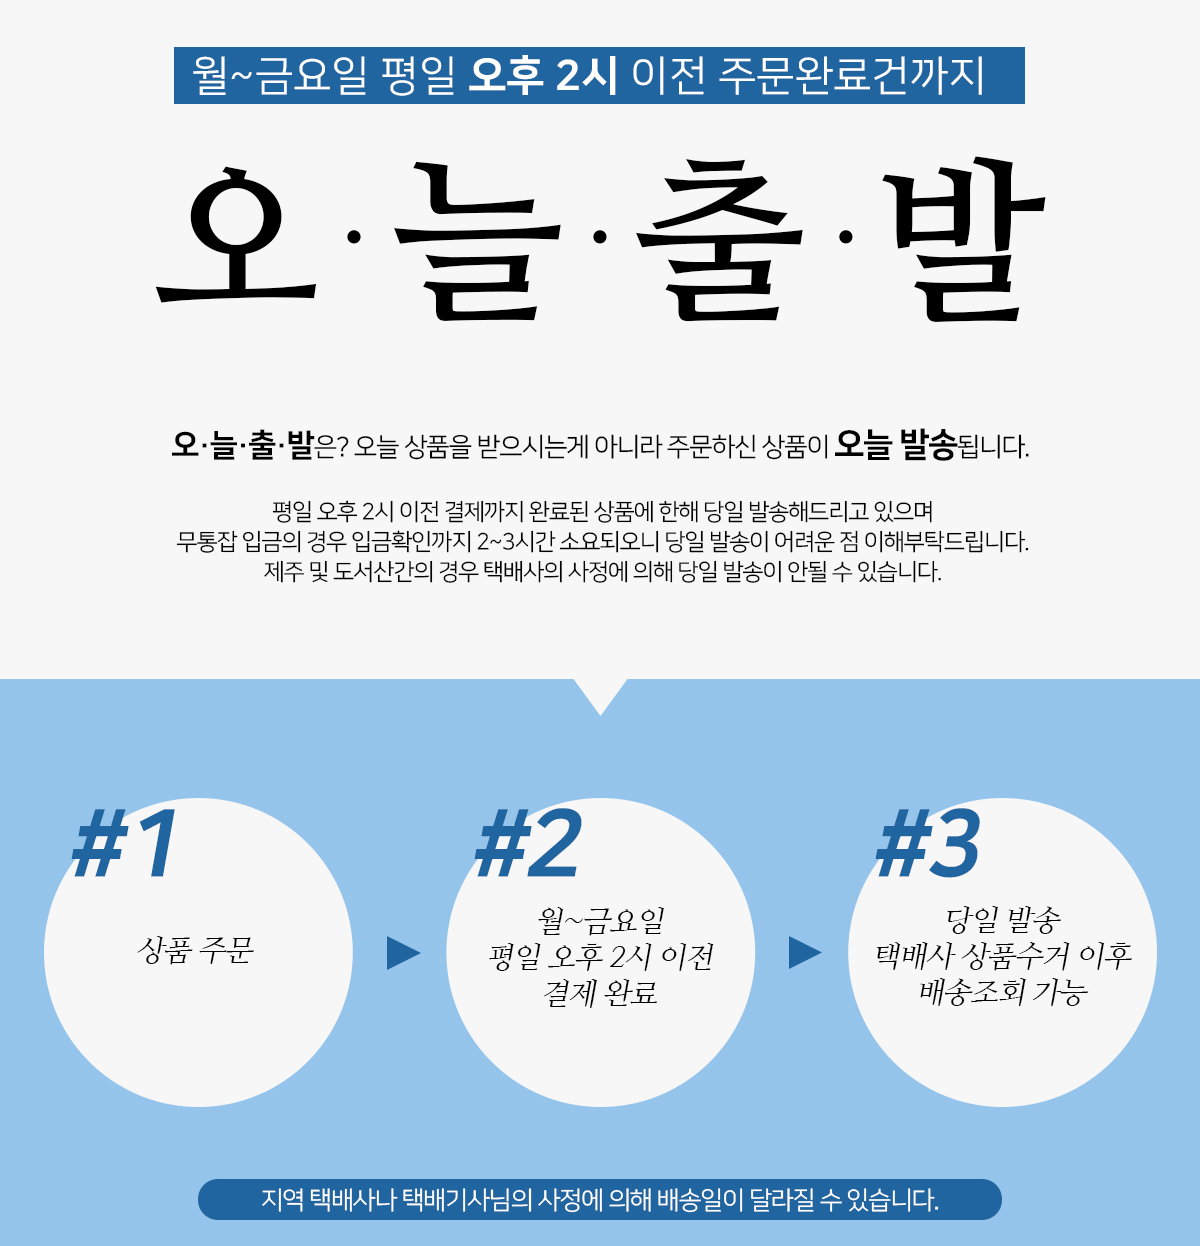 월~금요일 평일 오후 2시 이전 주문완료건까지
오·늘·출·발
오·늘·출·발은? 오늘 상품을 받으시는게 아니라 주문하신 상품이 오늘 발송됩니다.
평일 오후 2시 이전 결제까지 완료된 상품에 한해 당일 발송해드리고 있으며
무통잡 입금의 경우 입금확인까지 2~3시간 소요되오니 당일 발송이 어려운 점 이해부탁드립니다.
제주 및 도서산간의 경우 택배사의 사정에 의해 당일 발송이 안될 수 있습니다.
#1
상품 주문
#2
월~금요일
평일 오후 2시 이전
결제 완료
#3
당일 발송
택배사 상품수거 이후
배송조회 가능
지역 택배사나 택배기사님의 사정에 의해 배송일이 달라질 수 있습니다.